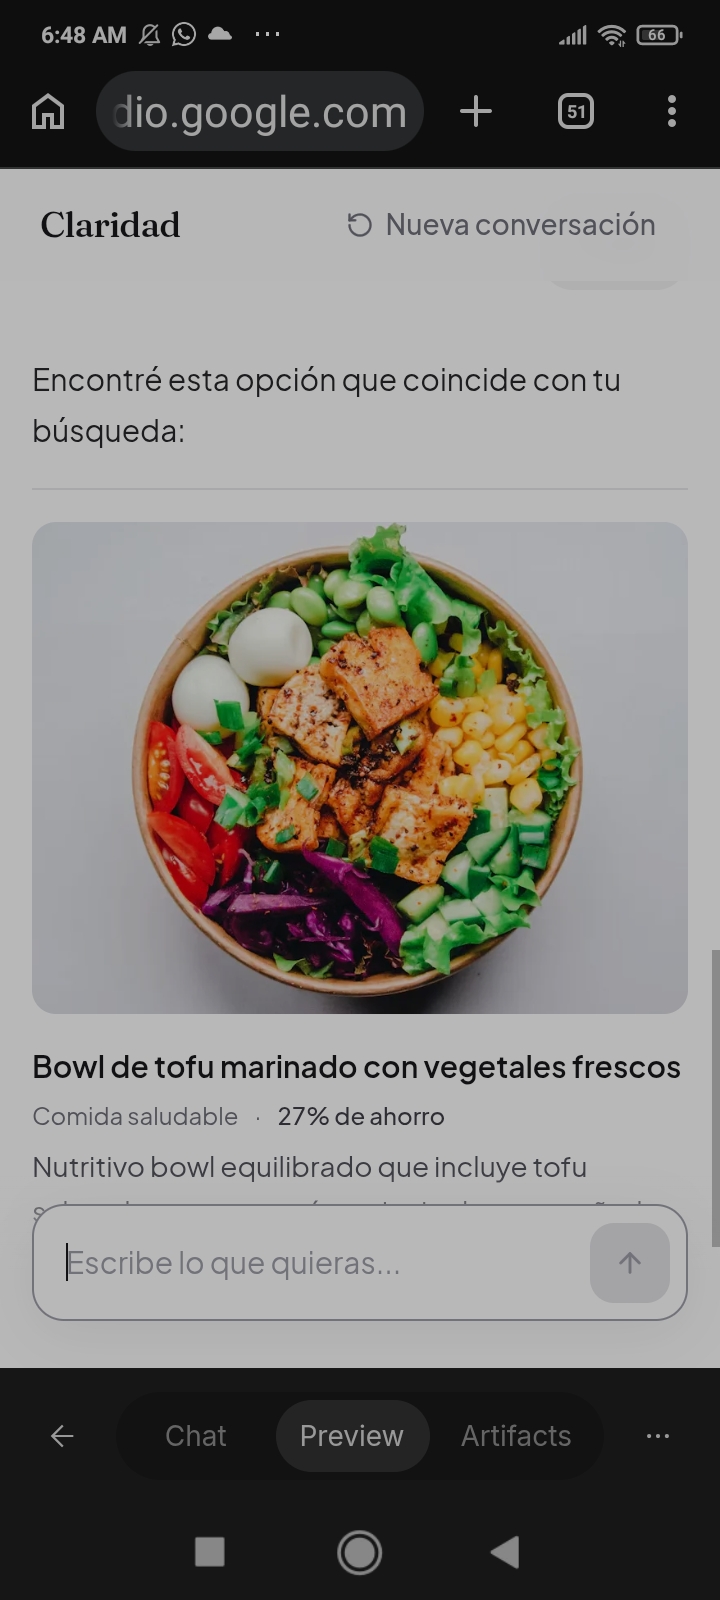 6:48 AM
66
dio.google.com
51
Claridad
Nueva conversación
Encontré esta opción que coincide con tu
búsqueda:
Bowl de tofu marinado con vegetales frescos
Comida saludable · 27% de ahorro
Nutritivo bowl equilibrado que incluye tofu
Escribe lo que quieras...
Chat
Preview
Artifacts